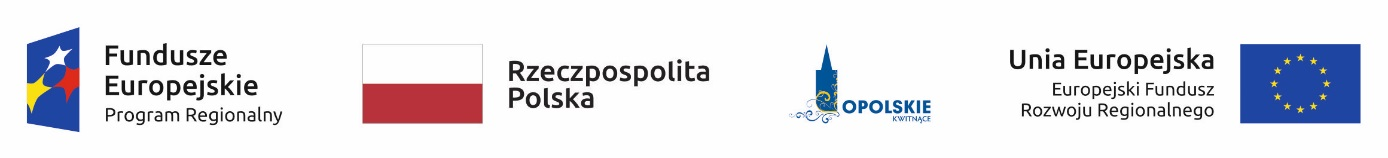 Fundusze
Europejskie
Program Regionalny
Rzeczpospolita
Polska
OPOLSKIE
KWITNĄCE
Unia Europejska
Europejski Fundusz
Rozwoju Regionalnego